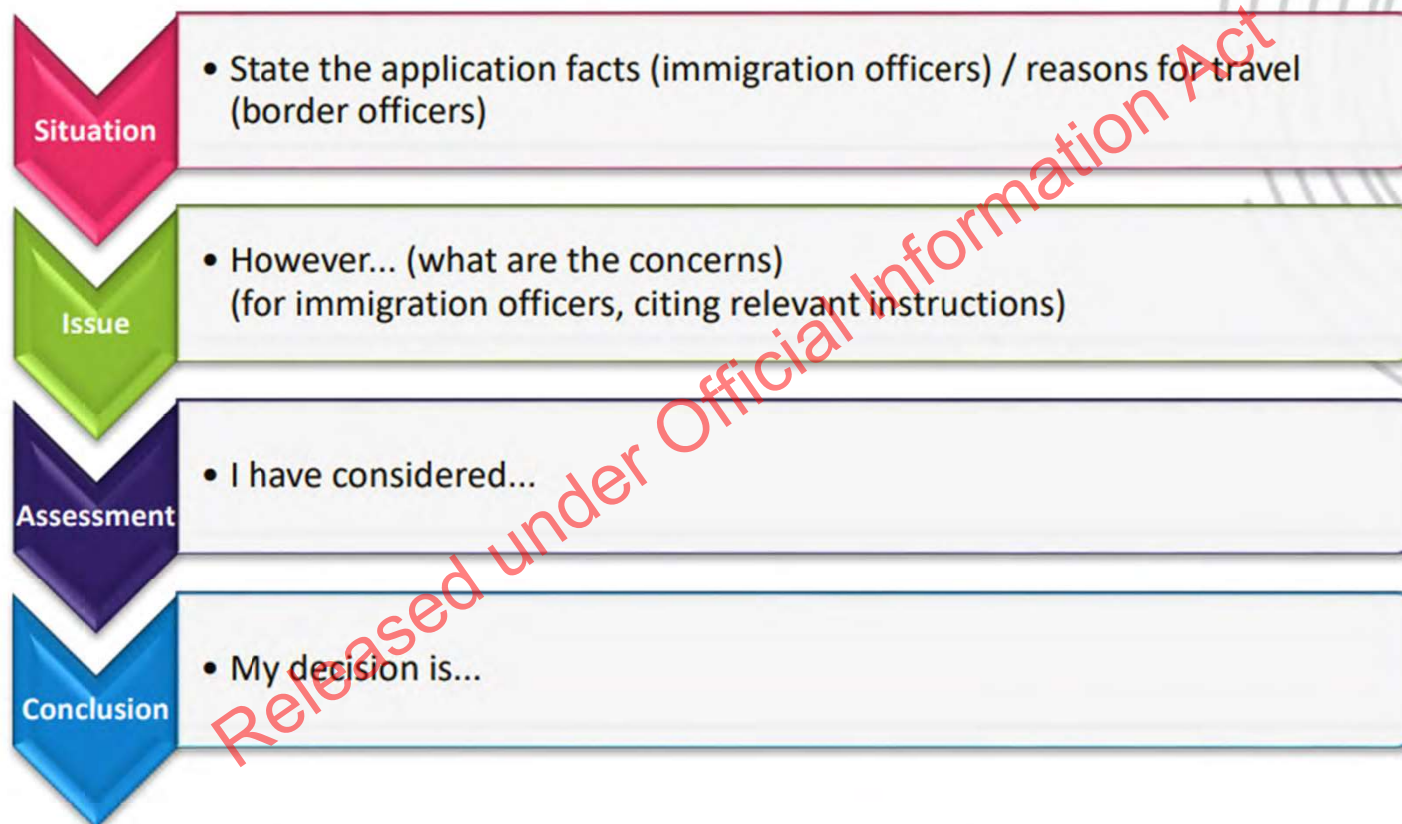 Situation
• State the application facts (immigration officers) / reasons for travel
(border officers)
Issue
• However... (what are the concerns)
(for immigration officers, citing relevant instructions)
Assessment
• I have considered...
Conclusion
• My decision is...
Released under Official Information Act